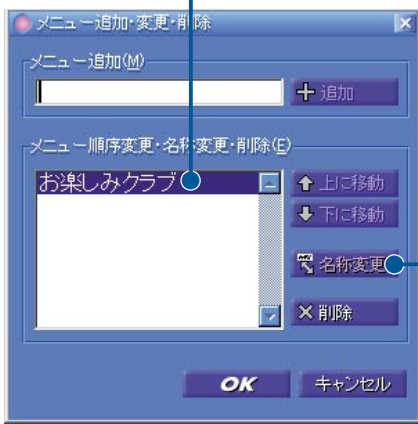 メニュー追加・変更・削除
メニュー追加(M)
追加
メニュー順序変更・名称変更・削除(E)
お楽しみクラブ
上に移動
下に移動
名称変更
削除
OK
キャンセル